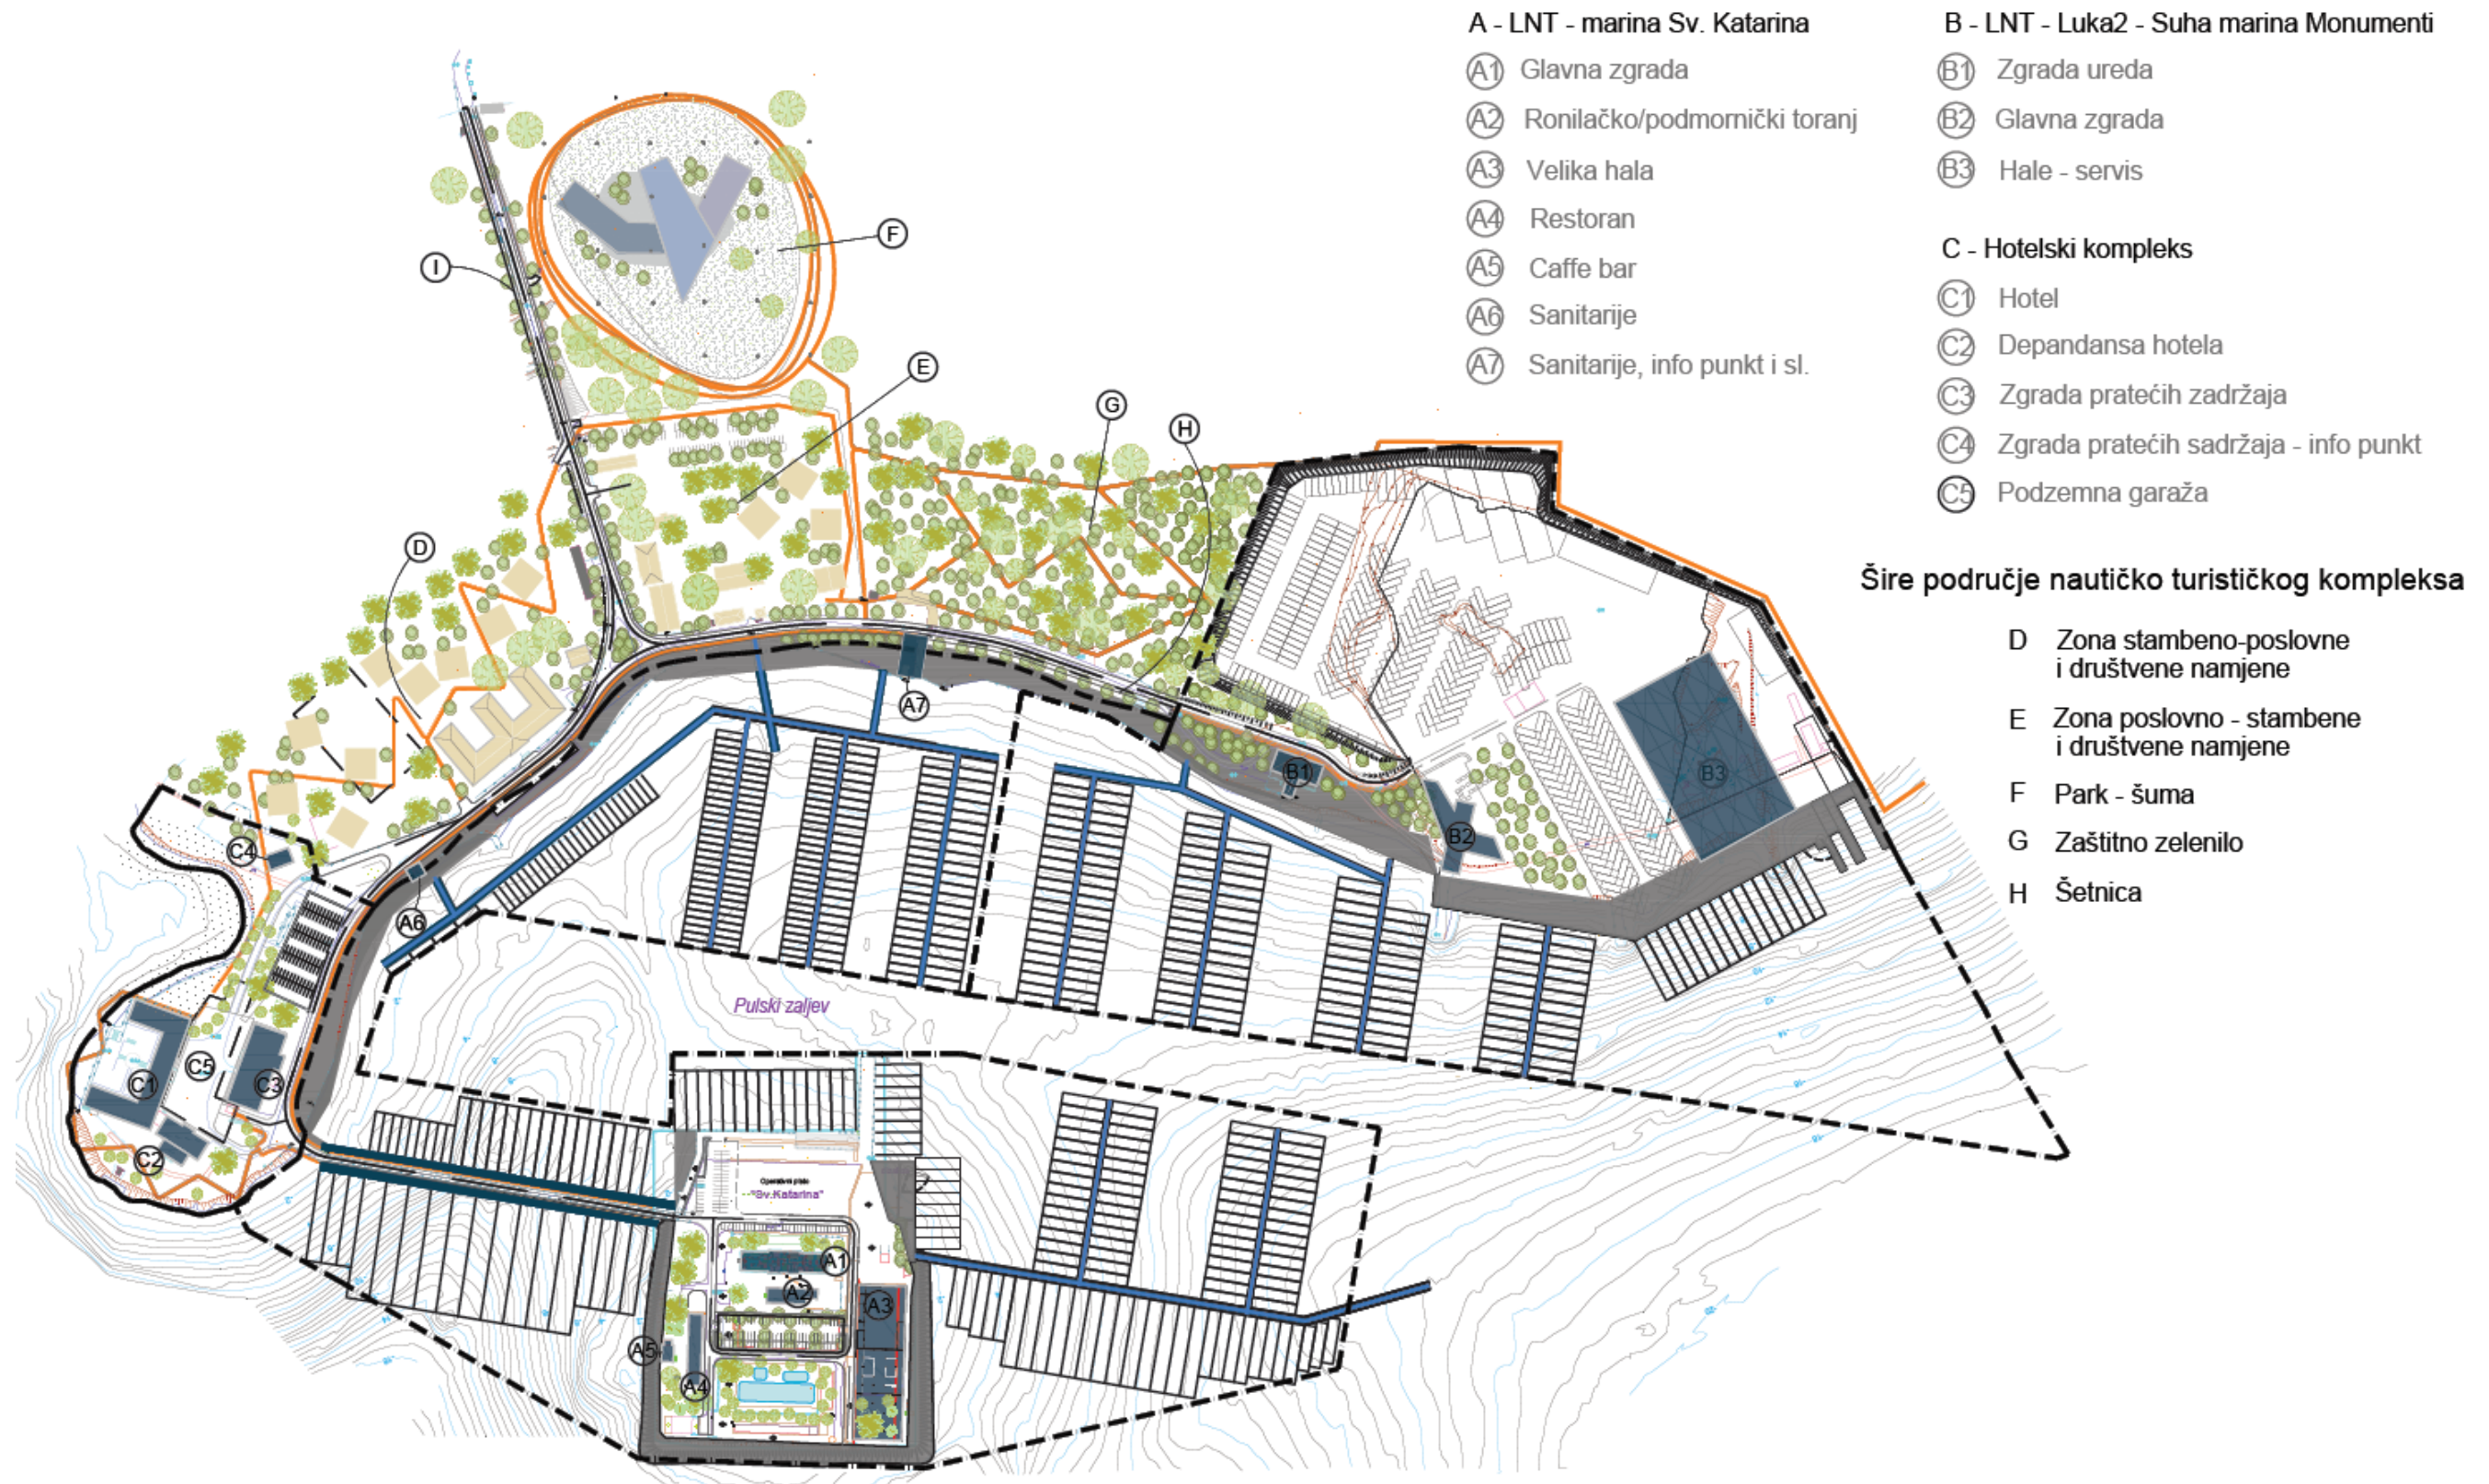 A - LNT - marina Sv. Katarina
A1 Glavna zgrada
A2 Ronilačko/podmornički toranj
A3 Velika hala
A4 Restoran
A5 Caffe bar
A6 Sanitarije
A7 Sanitarije, info punkt i sl.
B - LNT - Luka2 - Suha marina Monumenti
B1 Zgrada ureda
B2 Glavna zgrada
B3 Hale - servis
C - Hotelski kompleks
C1 Hotel
C2 Depandansa hotela
C3 Zgrada pratećih zadržaja
C4 Zgrada pratećih sadržaja - info punkt
C5 Podzemna garaža
Šire područje nautičko turističkog kompleksa
D Zona stambeno-poslovne
i društvene namjene
E Zona poslovno - stambene
i društvene namjene
F Park - šuma
G Zaštitno zelenilo
H Šetnica
F
I
E
G
H
D
A7
B1
B3
B2
C4
A6
Pulski zaljev
C5
C1
C3
C2
Operativni plato
"Sv.Katarina"
A1
A2
A3
A5
A4